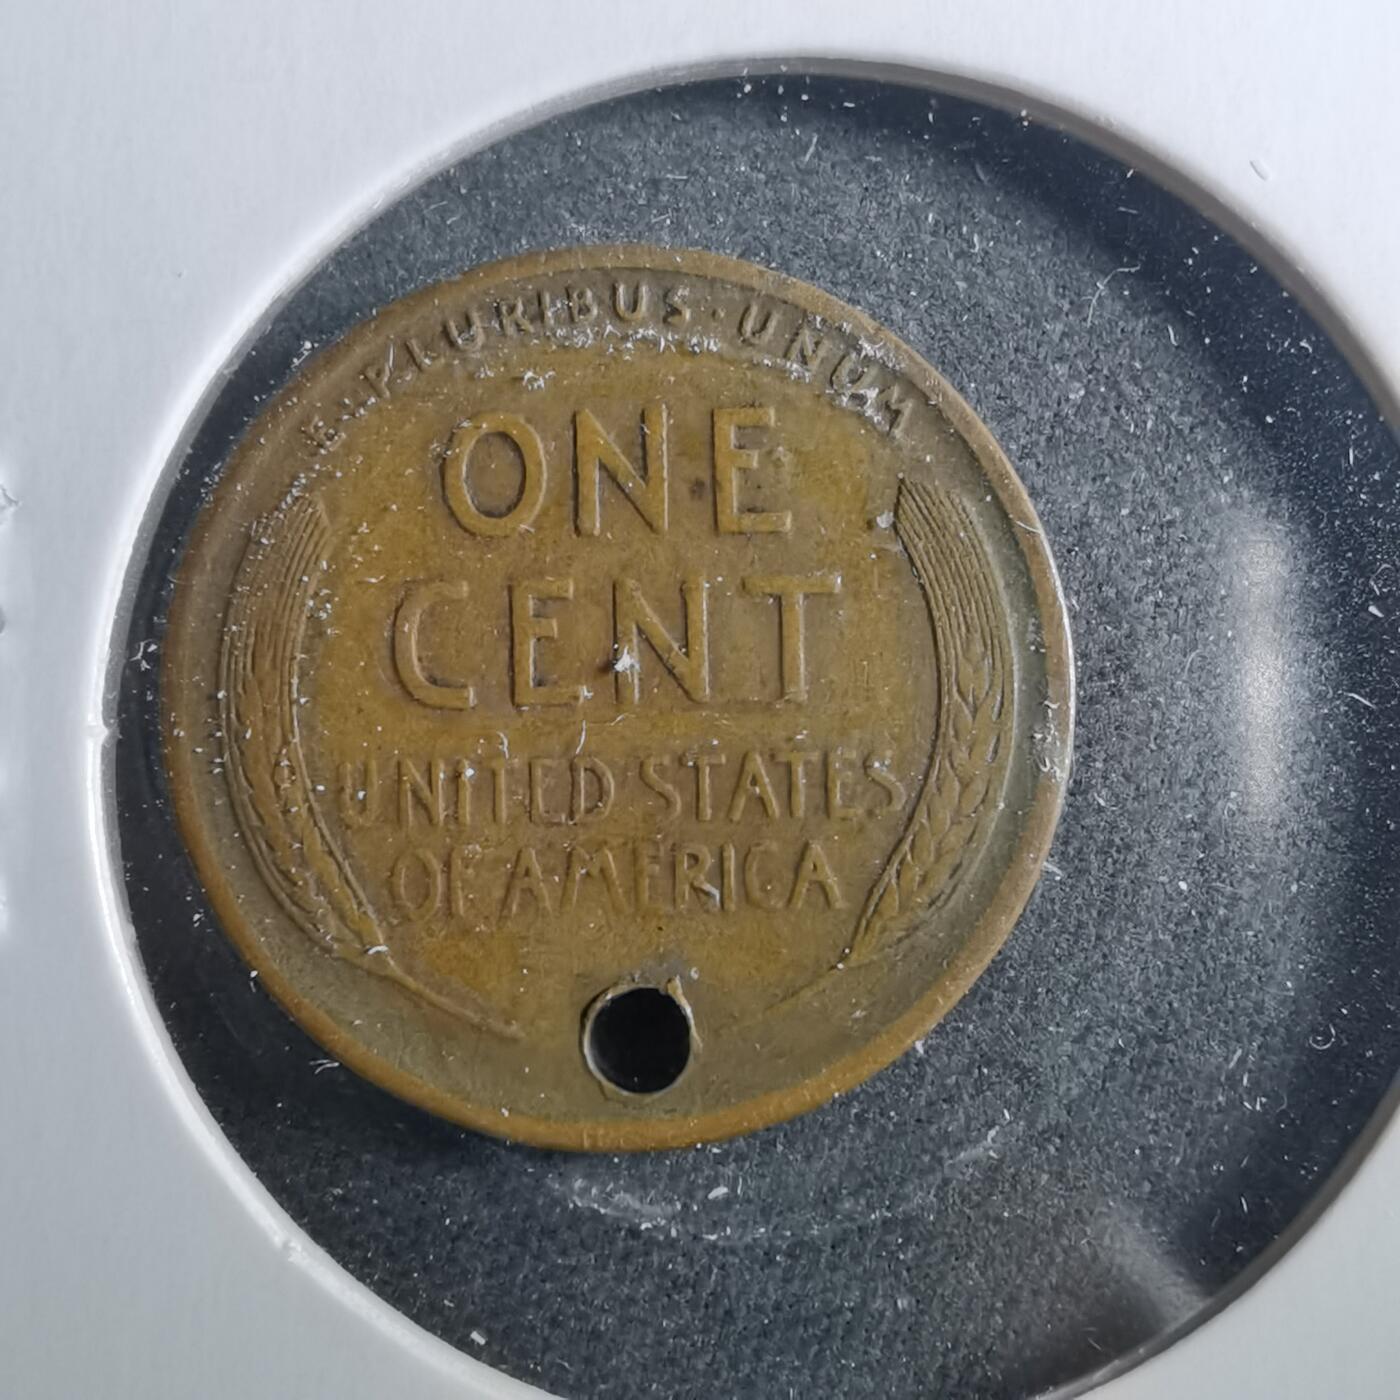 E·PLURIBUS·UNUM
ONE
CENT
UNITED STATES
OF AMERICA